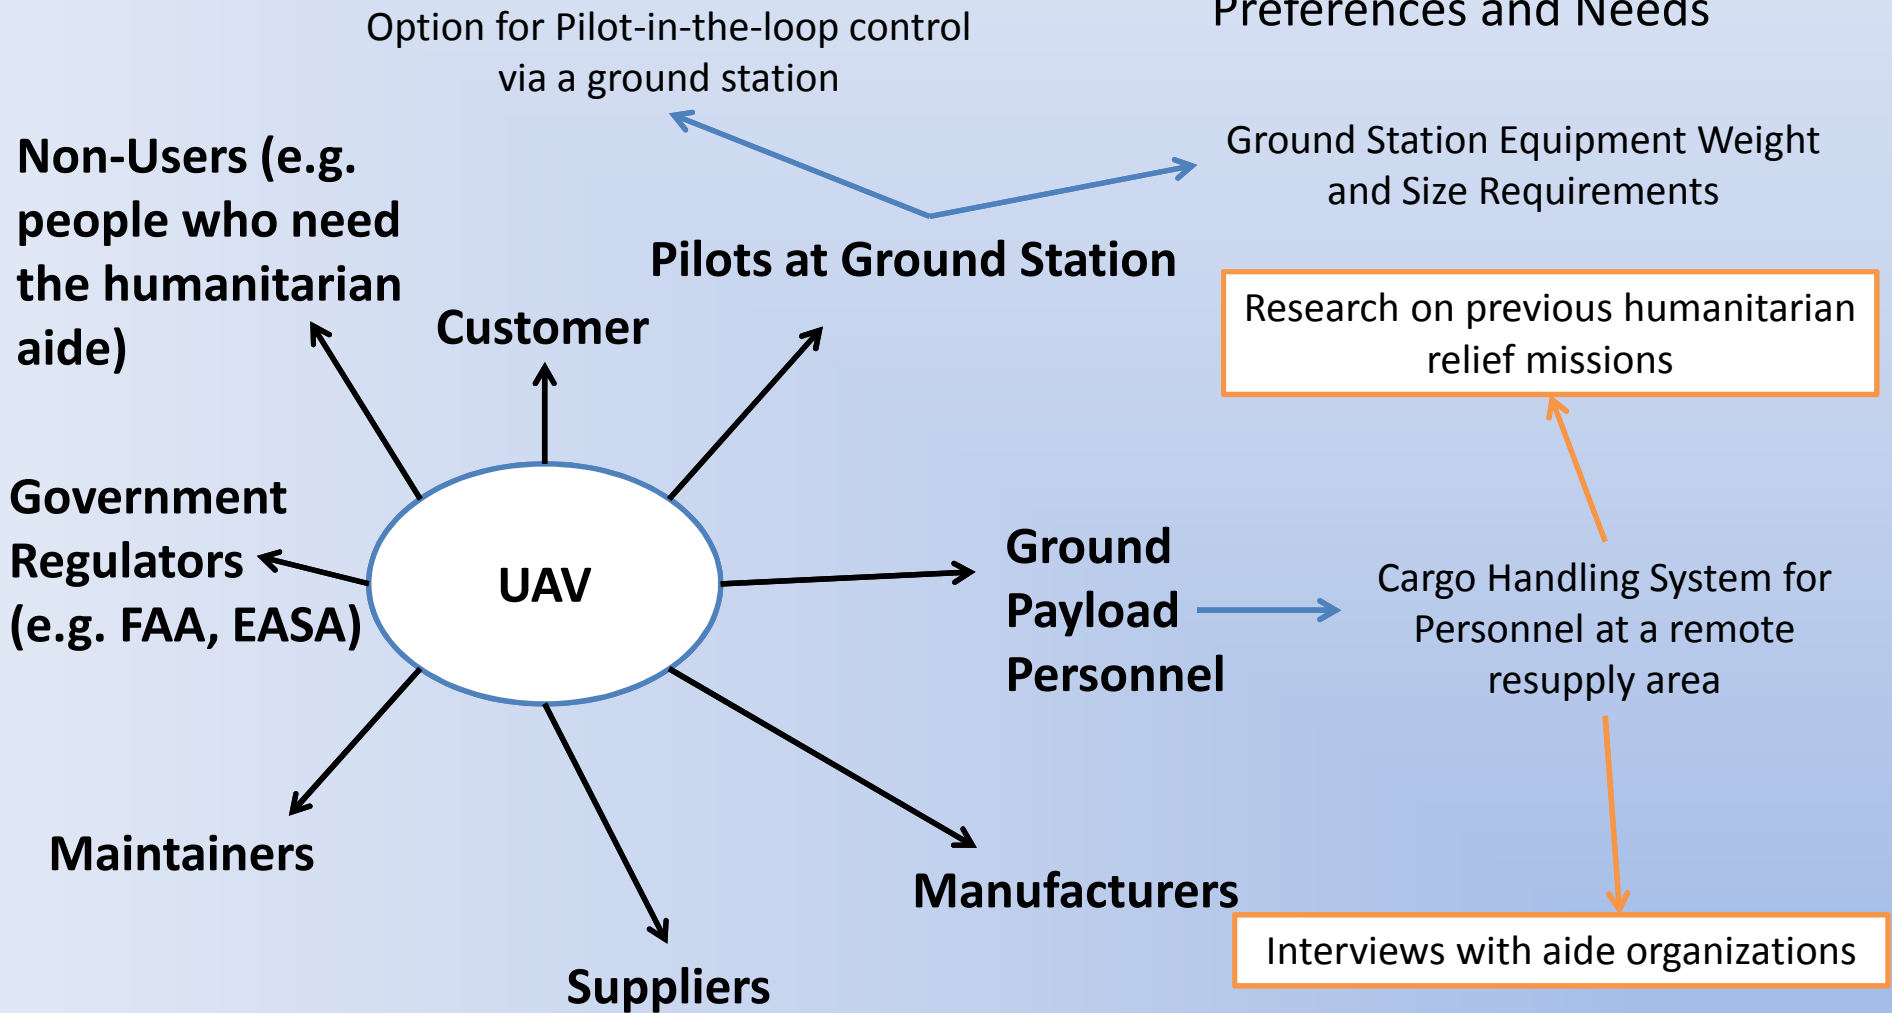 Preferences and Needs
Option for Pilot-in-the-loop control
via a ground station
Non-Users (e.g.
people who need
the humanitarian
aide)
Ground Station Equipment Weight
and Size Requirements
Pilots at Ground Station
Customer
Research on previous humanitarian
relief missions
Government
Regulators
(e.g. FAA, EASA)
UAV
Ground
Payload
Personnel
Cargo Handling System for
Personnel at a remote
resupply area
Maintainers
Manufacturers
Suppliers
Interviews with aide organizations